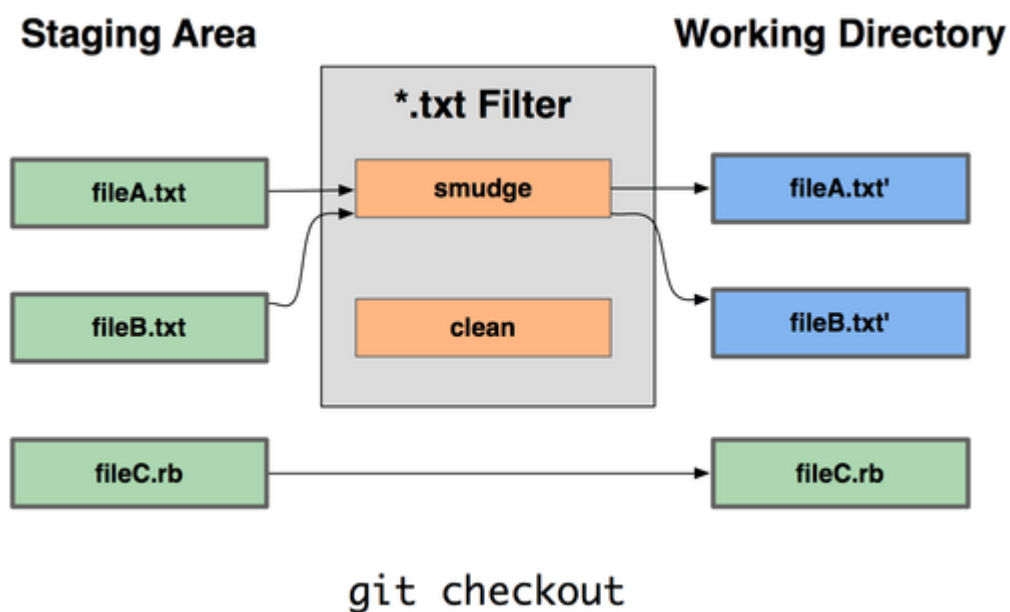 Staging Area
Working Directory
*.txt Filter
fileA.txt
smudge
fileA.txt'
fileB.txt
clean
fileB.txt'
fileC.rb
fileC.rb
git checkout